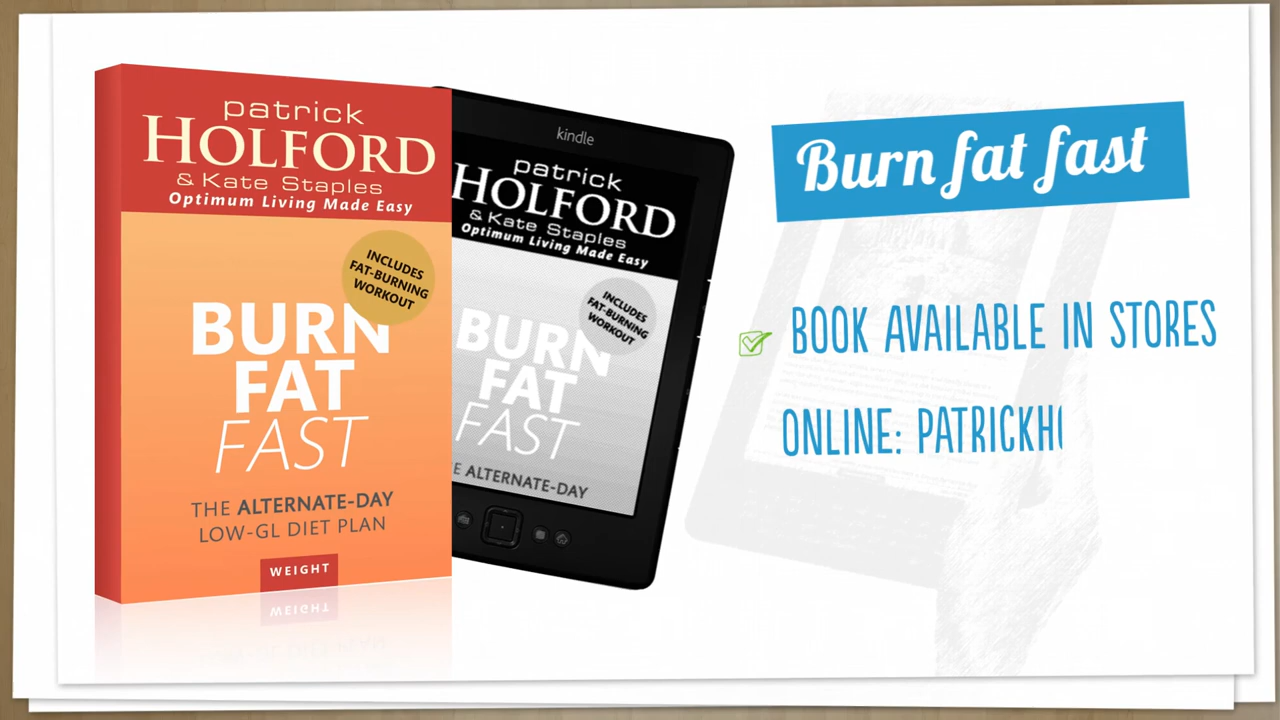 patrick
HOLFORD
& Kate Staples
Optimum Living Made Easy
INCLUDES
FAT-BURNING
WORKOUT
BURN
FAT
FAST
THE ALTERNATE-DAY
LOW-GL DIET PLAN
WEIGHT
kindle
patrick
HOLFORD
& Kate Staples
Optimum Living Made Easy
INCLUDES
FAT-BURNING
WORKOUT
BURN
FAT
FAST
E ALTERNATE-DAY
Burn fat fast
BOOK AVAILABLE IN STORES
ONLINE: PATRICKH